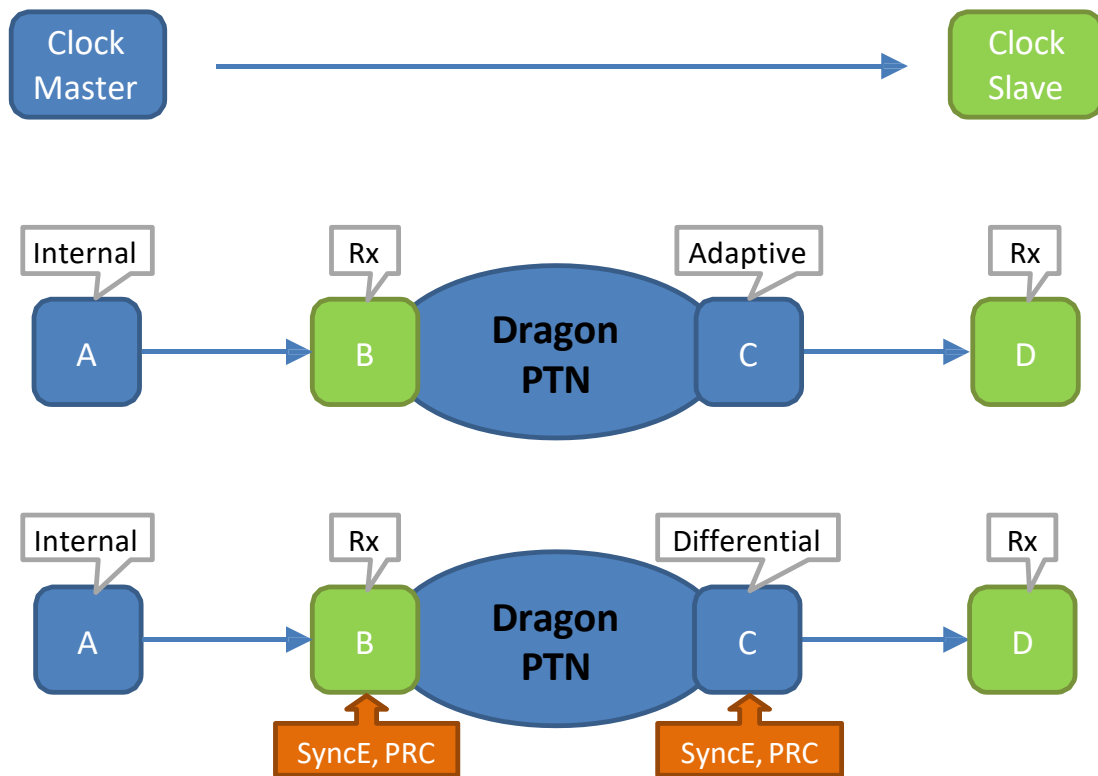 Clock
Master
Clock
Slave
Internal
Rx
Adaptive
Rx
A
B
Dragon
PTN
C
D
Internal
Rx
Differential
Rx
A
B
Dragon
PTN
C
D
SyncE, PRC
SyncE, PRC